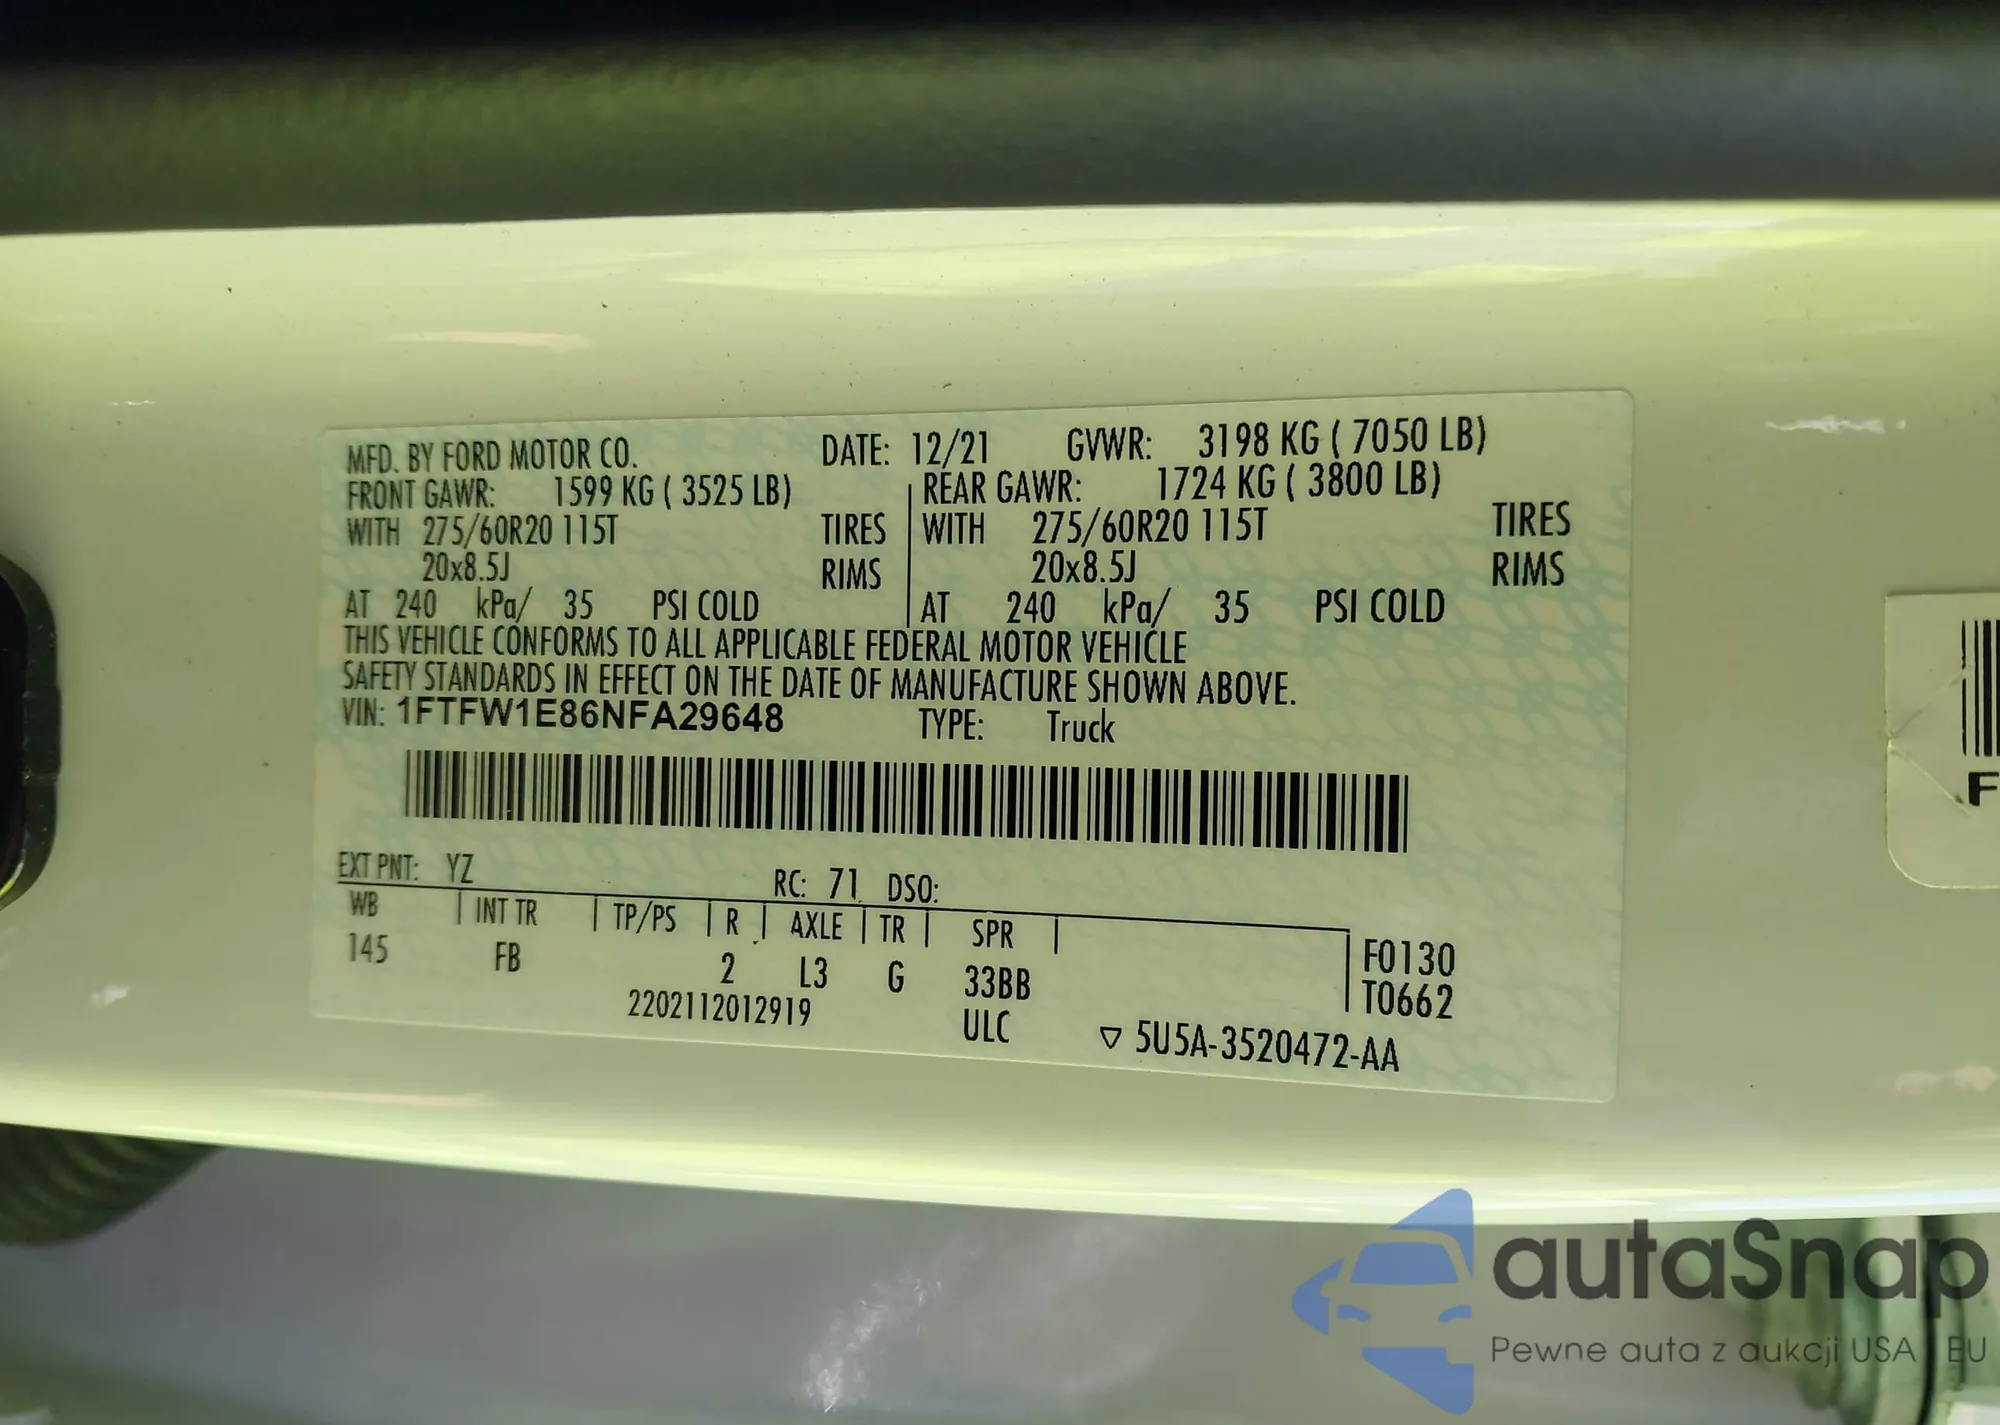 MFD. BY FORD MOTOR CO. DATE: 12/21 GVWR: 3198 KG ( 7050 LB)
FRONT GAWR: 1599 KG ( 3525 LB) REAR GAWR: 1724 KG ( 3800 LB)
WITH 275/60R20 115T TIRES WITH 275/60R20 115T TIRES
20x8.5J RIMS 20x8.5J RIMS
AT 240 kPa/ 35 PSI COLD AT 240 kPa/ 35 PSI COLD
THIS VEHICLE CONFORMS TO ALL APPLICABLE FEDERAL MOTOR VEHICLE
SAFETY STANDARDS IN EFFECT ON THE DATE OF MANUFACTURE SHOWN ABOVE.
VIN: 1FTFW1E86NFA29648 TYPE: Truck
F
EXT PNT: YZ RC: 71 DSO:
WB INT TR TP/PS R AXLE TR SPR
145 FB 2 L3 G 33BB F0130
2202112012919 ULC T0662
▽ 5U5A-3520472-AA
autaSnap
Pewne auta z aukcji USA | EU